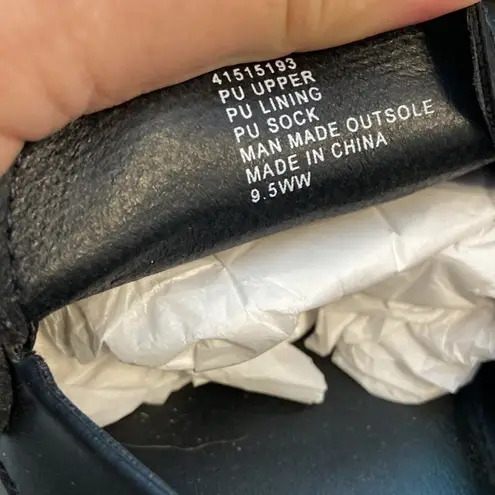 41515193
PU UPPER
PU LINING
PU SOCK
MAN MADE OUTSOLE
MADE IN CHINA
9.5WW